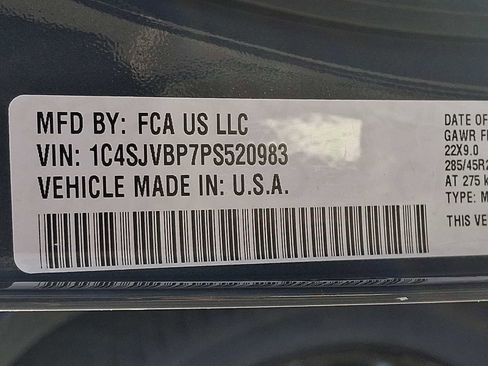 MFD BY: FCA US LLC
VIN: 1C4SJVBP7PS520983
VEHICLE MADE IN: U.S.A.
DATE OF
GAWR F
22X9.0
285/45R2
AT 275 k
TYPE: M
THIS VE